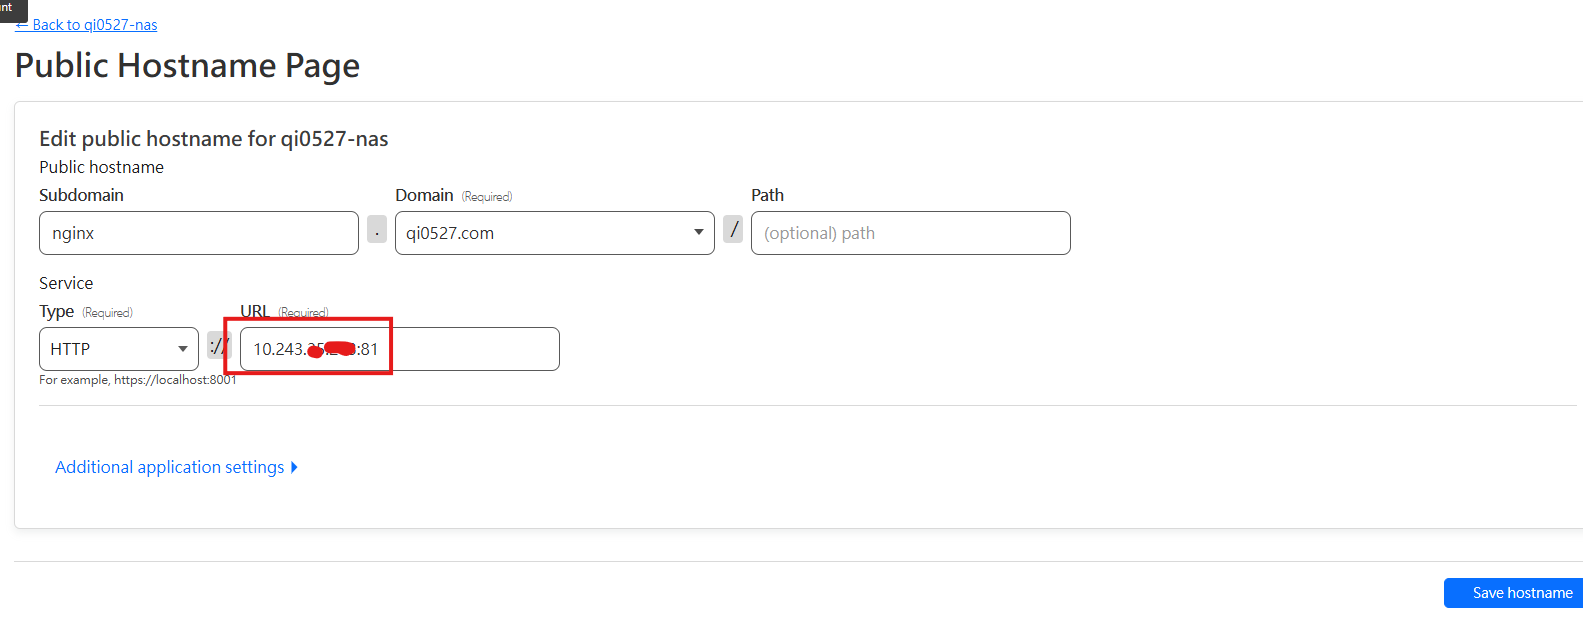 nt
← Back to qi0527-nas
Public Hostname Page
Edit public hostname for qi0527-nas
Public hostname
Subdomain
Domain (Required)
Path
nginx
.
qi0527.com
/
(optional) path
Service
Type (Required)
URL (Required)
HTTP
://
10.243. :81
For example, https://localhost:8001
Additional application settings
Save hostname